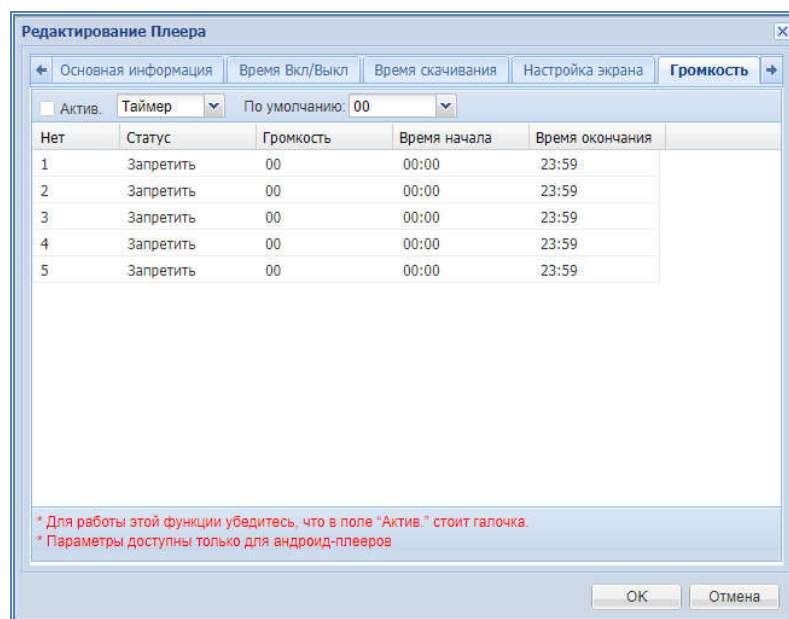 Редактирование Плеера
Основная информация Время Вкл/Выкл Время скачивания Настройка экрана Громкость
Актив. Таймер По умолчанию: 00
Нет Статус Громкость Время начала Время окончания
1 Запретить 00 00:00 23:59
2 Запретить 00 00:00 23:59
3 Запретить 00 00:00 23:59
4 Запретить 00 00:00 23:59
5 Запретить 00 00:00 23:59
* Для работы этой функции убедитесь, что в поле "Актив." стоит галочка.
* Параметры доступны только для андроид-плееров
OK Отмена